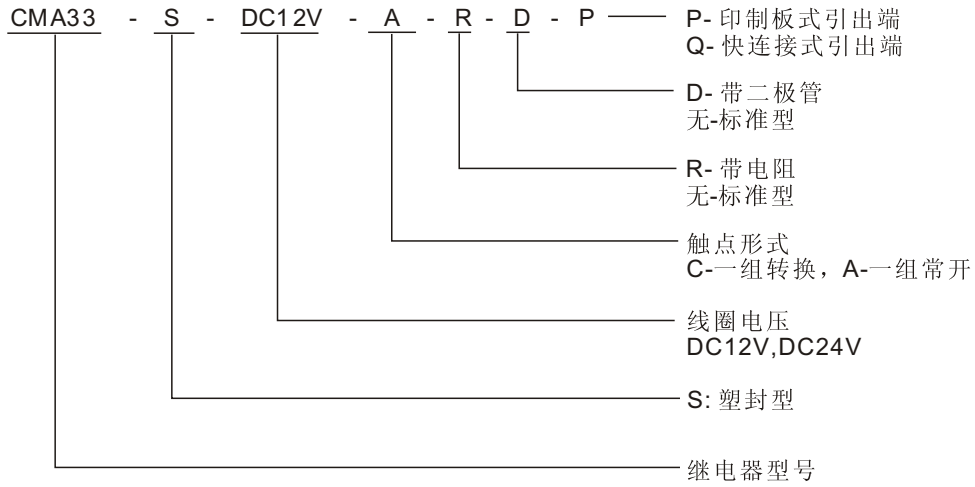 CMA33 - S - DC12V - A - R - D - P
P- 印制板式引出端
Q- 快连接式引出端
D- 带二极管
无-标准型
R- 带电阻
无-标准型
触点形式
C-一组转换，A-一组常开
线圈电压
DC12V,DC24V
S: 塑封型
继电器型号